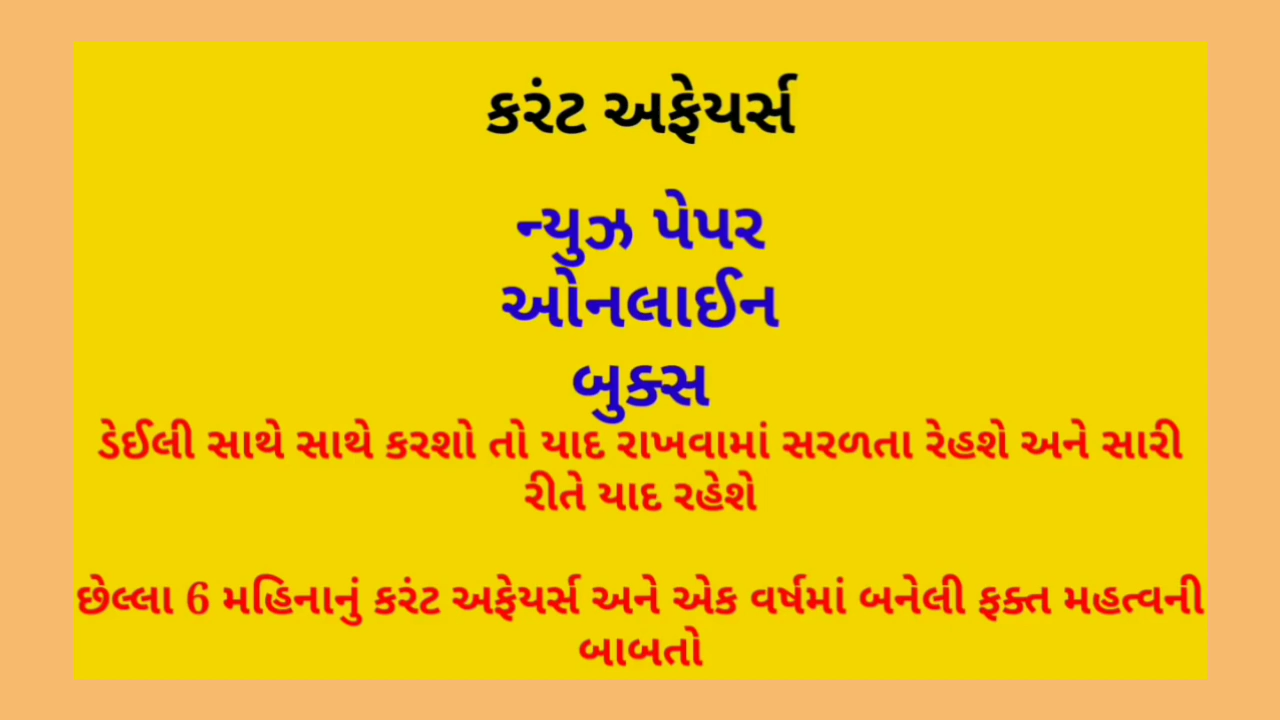 કરંટ અફેયર્સ
ન્યુઝ પેપર
ઓનલાઈન
બુક્સ
ડેઈલી સાથે સાથે કરશો તો યાદ રાખવામાં સરળતા રેહશે અને સારી
રીતે યાદ રહેશે
છેલ્લા 6 મહિનાનું કરંટ અફેયર્સ અને એક વર્ષમાં બનેલી ફક્ત મહત્વની
બાબતો